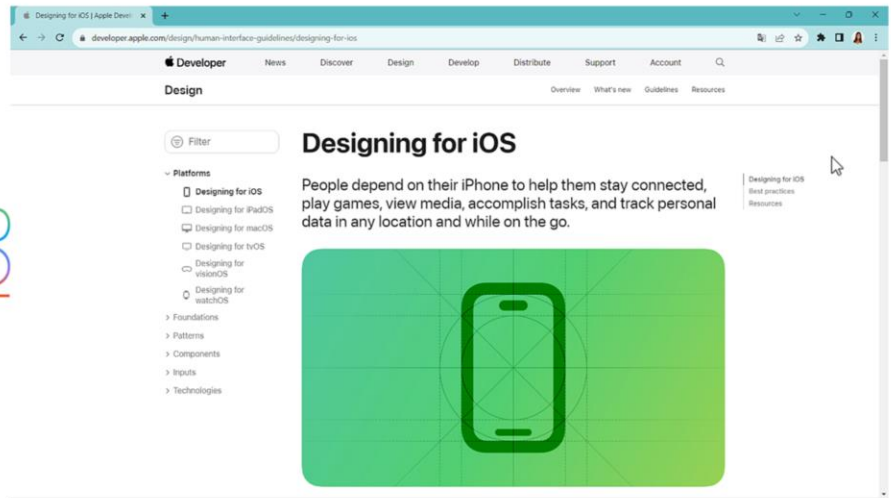 Designing for iOS | Apple Devel
developer.apple.com/design/human-interface-guidelines/designing-for-ios
Developer News Discover Design Develop Distribute Support Account
Design Overview What's new Guidelines Resources
Filter
Platforms
Designing for iOS
Designing for iPadOS
Designing for macOS
Designing for tvOS
Designing for
visionOS
Designing for
watchOS
Foundations
Patterns
Components
Inputs
Technologies
Designing for iOS
People depend on their iPhone to help them stay connected,
play games, view media, accomplish tasks, and track personal
data in any location and while on the go.
Designing for iOS
Best practices
Resources